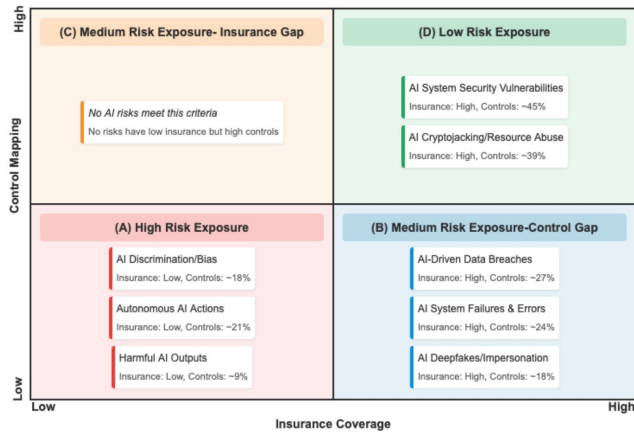 High
Control Mapping
Low
(C) Medium Risk Exposure- Insurance Gap
No AI risks meet this criteria
No risks have low insurance but high controls
(D) Low Risk Exposure
AI System Security Vulnerabilities
Insurance: High, Controls: ~45%
AI Cryptojacking/Resource Abuse
Insurance: High, Controls: ~39%
(A) High Risk Exposure
AI Discrimination/Bias
Insurance: Low, Controls: ~18%
Autonomous AI Actions
Insurance: Low, Controls: ~21%
Harmful AI Outputs
Insurance: Low, Controls: ~9%
(B) Medium Risk Exposure-Control Gap
AI-Driven Data Breaches
Insurance: High, Controls: ~27%
AI System Failures & Errors
Insurance: High, Controls: ~24%
AI Deepfakes/Impersonation
Insurance: High, Controls: ~18%
Low
High
Insurance Coverage